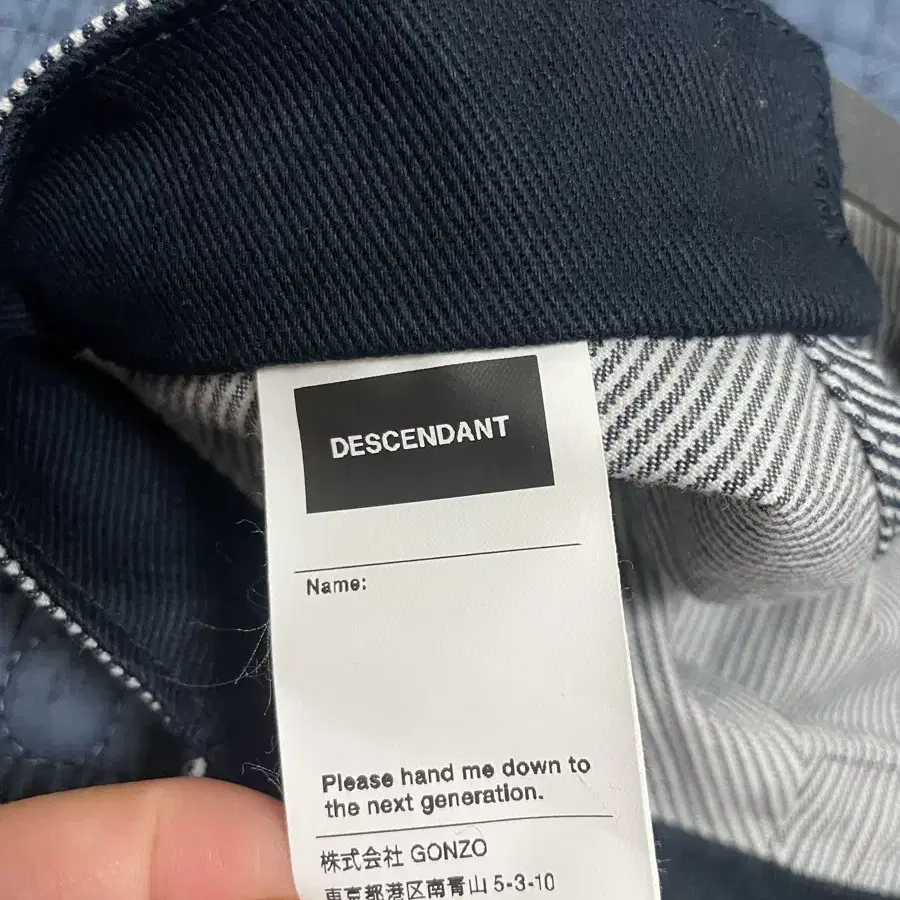 DESCENDANT
Name:
Please hand me down to
the next generation.
株式会社 GONZO
東京都港区南青山 5-3-10